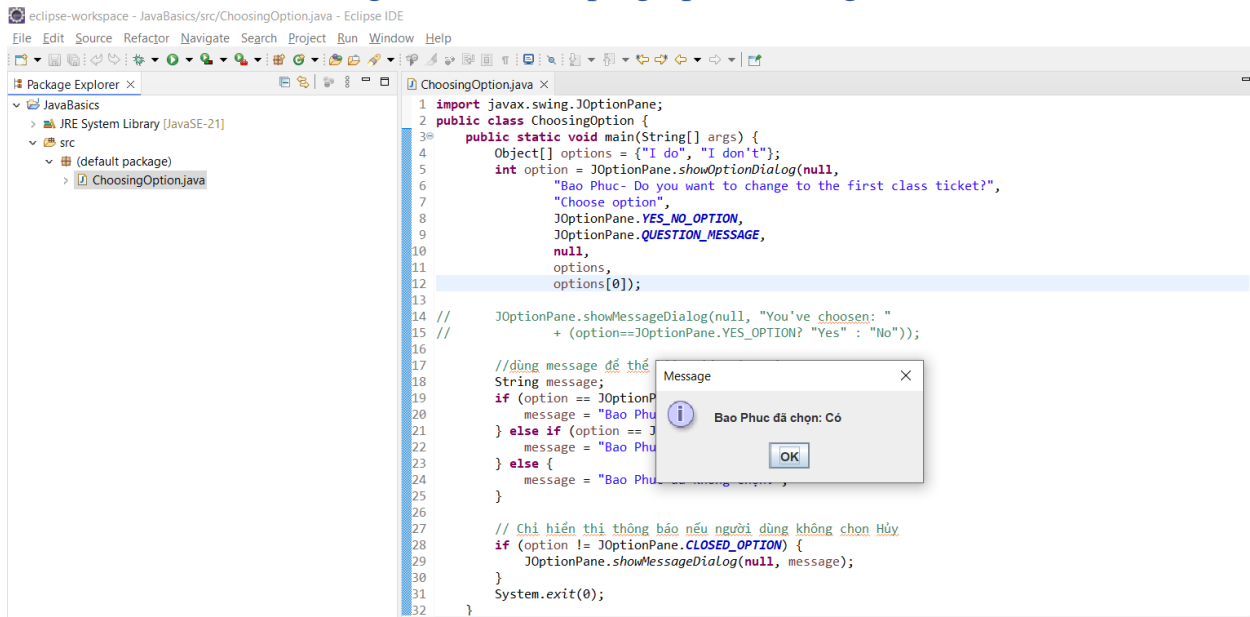 eclipse-workspace - JavaBasics/src/ChoosingOption.java - Eclipse IDE
File Edit Source Refactor Navigate Search Project Run Window Help
Package Explorer
JavaBasics
JRE System Library [JavaSE-21]
src
(default package)
ChoosingOption.java
ChoosingOption.java
1 import javax.swing.JOptionPane;
2 public class ChoosingOption {
3 public static void main(String[] args) {
4 Object[] options = {"I do", "I don't"};
5 int option = JOptionPane.showOptionDialog(null,
6 "Bao Phuc- Do you want to change to the first class ticket?",
7 "Choose option",
8 JOptionPane.YES_NO_OPTION,
9 JOptionPane.QUESTION_MESSAGE,
10 null,
11 options,
12 options[0]);
13
14 // JOptionPane.showMessageDialog(null, "You've choosen: "
15 // + (option==JOptionPane.YES_OPTION? "Yes" : "No"));
16
17 //dùng message để thể
18 String message;
19 if (option == JOptionP
20 message = "Bao Phu
21 } else if (option == J
22 message = "Bao Phu
23 } else {
24 message = "Bao Phu
25 }
26
27 // Chỉ hiển thị thông báo nếu người dùng không chọn Hủy
28 if (option != JOptionPane.CLOSED_OPTION) {
29 JOptionPane.showMessageDialog(null, message);
30 }
31 System.exit(0);
32 }
Message
Bao Phuc đã chọn: Có
OK